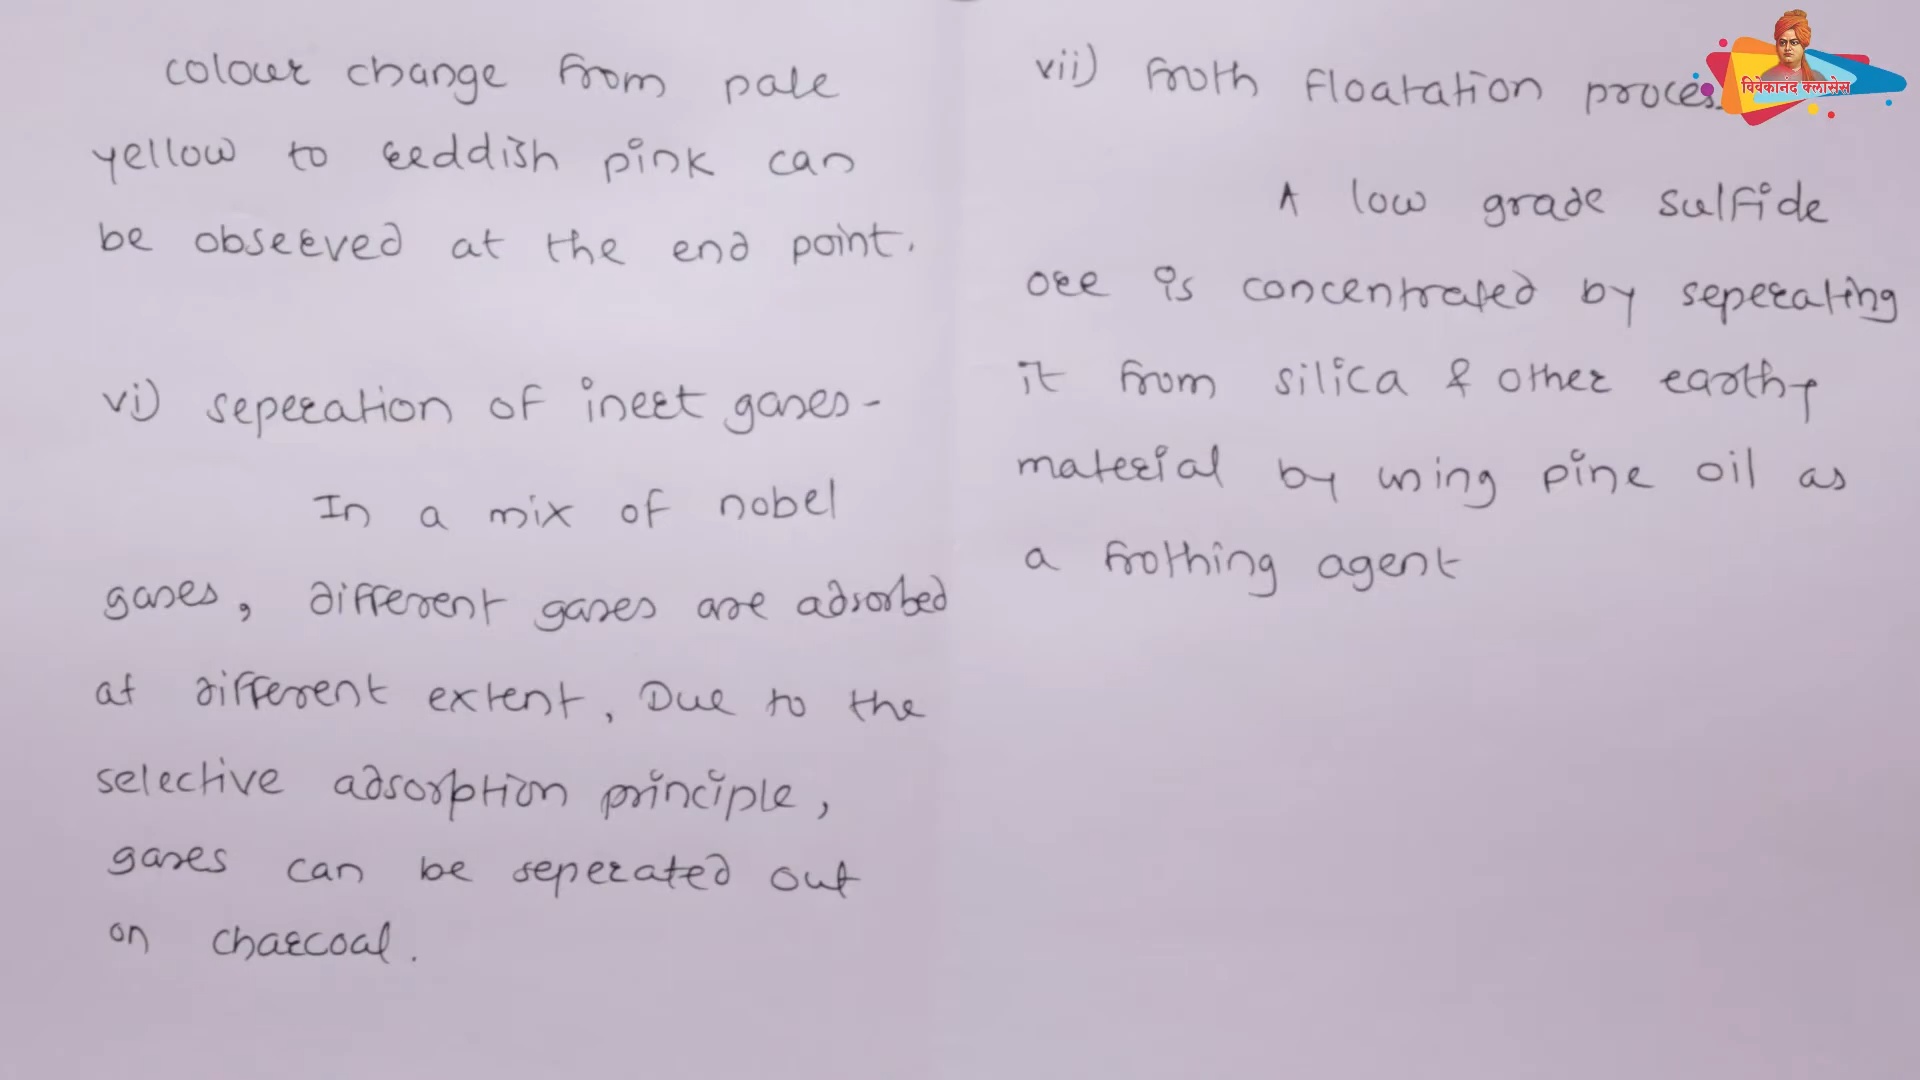 colour change from pale
yellow to reddish pink can
be observed at the end point.
vi) seperation of inert gases -
In a mix of nobel
gases, different gases are adsorbed
at different extent, Due to the
selective adsorption principle,
gases can be seperated out
on charcoal.
vii) Froth Floatation proces
A low grade sulfide
ore is concentrated by seperating
it from silica & other earthy
material by using pine oil as
a frothing agent
विवेकानंद क्लासेस